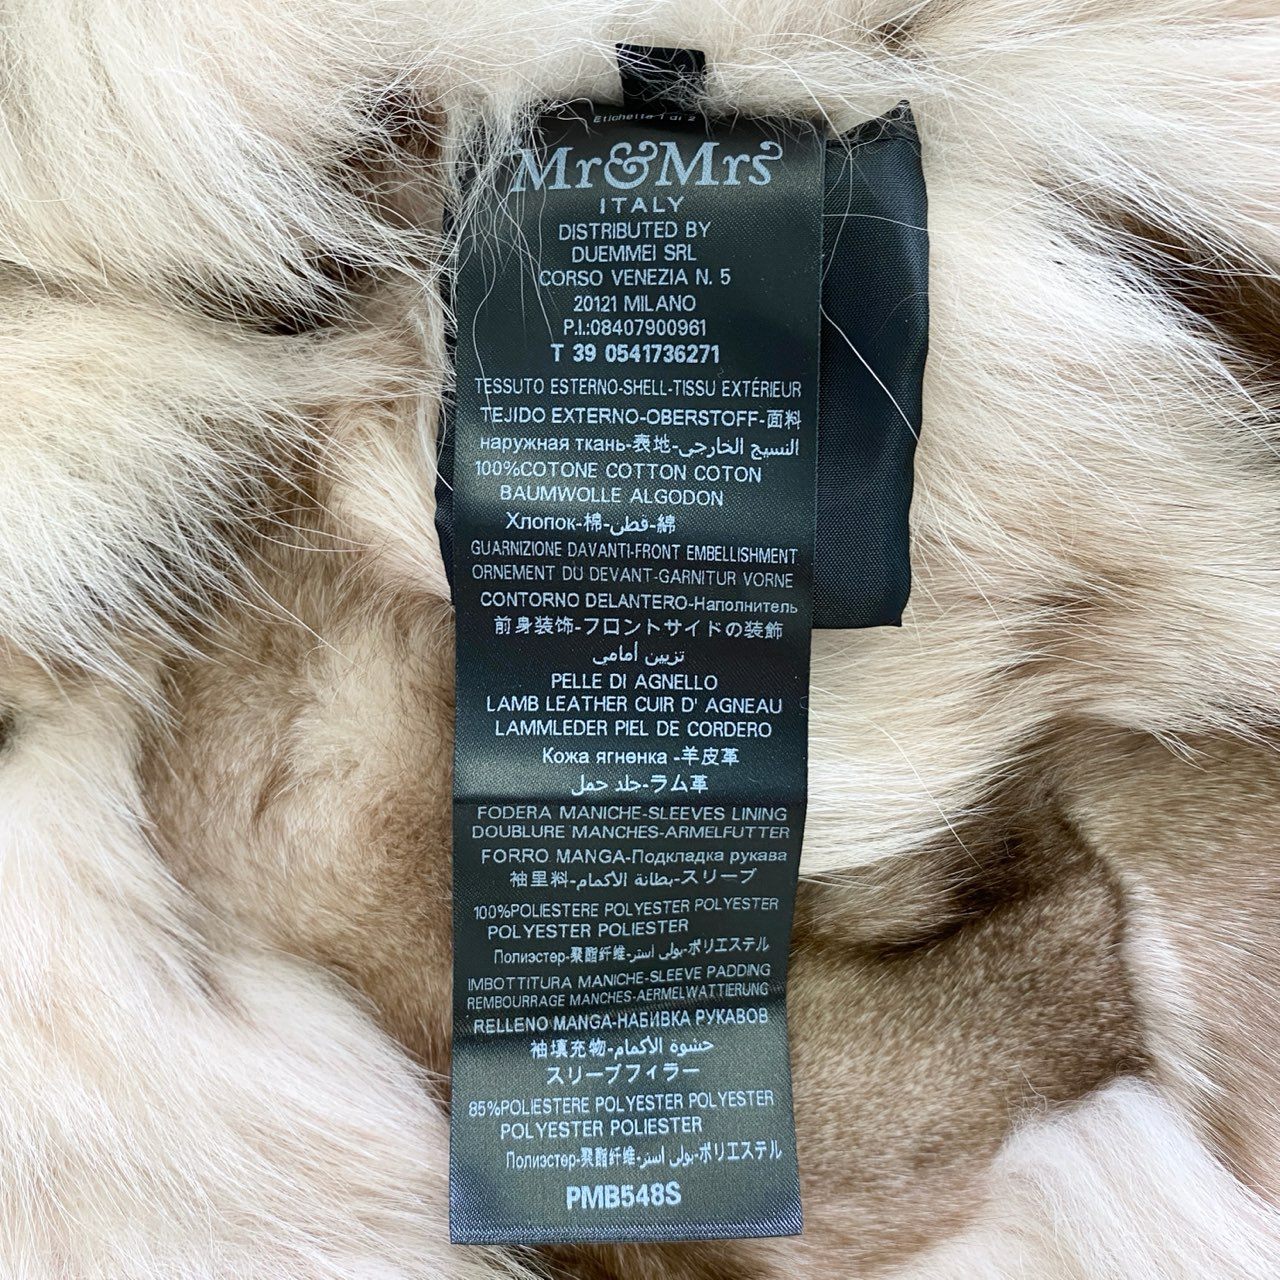 Etichetta 1 di 2
Mr&Mrs
ITALY
DISTRIBUTED BY
DUEMMEI SRL
CORSO VENEZIA N. 5
20121 MILANO
P.I.:08407900961
T 39 0541736271
TESSUTO ESTERNO-SHELL-TISSU EXTÉRIEUR
TEJIDO EXTERNO-OBERSTOFF-面料
наружная ткань-表地-النسيج الخارجي
100%COTONE COTTON COTON
BAUMWOLLE ALGODON
Хлопок-棉-قطن-綿
GUARNIZIONE DAVANTI-FRONT EMBELLISHMENT
ORNEMENT DU DEVANT-GARNITUR VORNE
CONTORNO DELANTERO-Наполнитель
前身装饰-フロントサイドの装飾
تزيين أمامي
PELLE DI AGNELLO
LAMB LEATHER CUIR D' AGNEAU
LAMMLEDER PIEL DE CORDERO
Кожа ягненка -羊皮革
جلد حمل-ラム革
FODERA MANICHE-SLEEVES LINING
DOUBLURE MANCHES-ARMELFUTTER
FORRO MANGA-Подкладка рукава
袖里料-بطانة الأكمام-スリーブ
100%POLIESTERE POLYESTER POLYESTER
POLYESTER POLIESTER
Полиэстер-聚酯纤维-بولي استر-ポリエステル
IMBOTTITURA MANICHE-SLEEVE PADDING
REMBOURRAGE MANCHES-AERMELWATTIERUNG
RELLENO MANGA-НАБИВКА РУКАВОВ
袖填充物-حشوة الأكمام
スリーブフィラー
85%POLIESTERE POLYESTER POLYESTER
POLYESTER POLIESTER
Полиэстер-聚酯纤维-بولي استر-ポリエステル
PMB548S